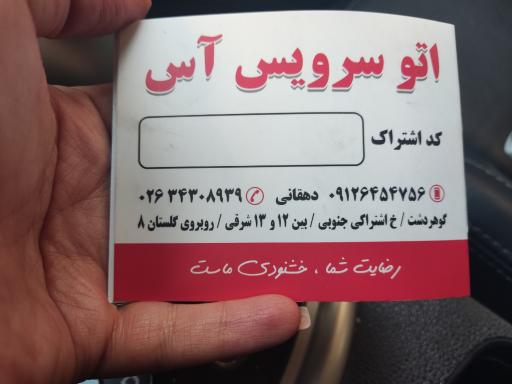 اتو سرویس آس
کد اشتراک
۰۹۱۲۶۴۵۴۷۵۶ دهقانی ۰۲۶ ۳۴۳۰۸۹۳۹
گوهردشت / خ اشتراکی جنوبی / بین ۱۲ و ۱۳ شرقی / روبروی گلستان ۸
رضایت شما ، خشنودی ماست